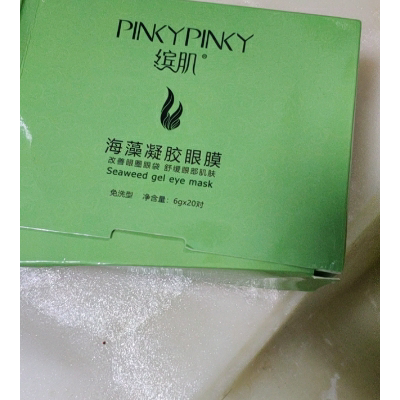 PINKYPINKY
缤肌®
海藻凝胶眼膜
改善眼圈眼袋 舒缓眼部肌肤
Seaweed gel eye mask
免洗型 净含量：6gx20对